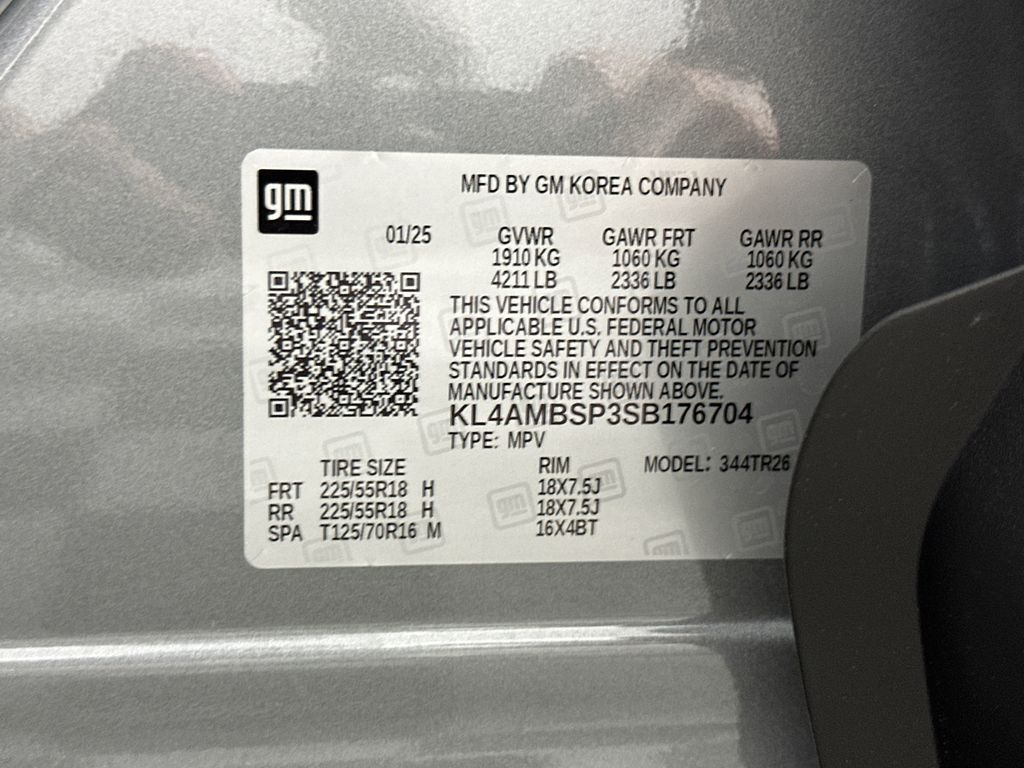 gm
MFD BY GM KOREA COMPANY
01/25 GVWR GAWR FRT GAWR RR
1910 KG 1060 KG 1060 KG
4211 LB 2336 LB 2336 LB
THIS VEHICLE CONFORMS TO ALL
APPLICABLE U.S. FEDERAL MOTOR
VEHICLE SAFETY AND THEFT PREVENTION
STANDARDS IN EFFECT ON THE DATE OF
MANUFACTURE SHOWN ABOVE.
KL4AMBSP3SB176704
TYPE: MPV
TIRE SIZE RIM MODEL: 344TR26
FRT 225/55R18 H 18X7.5J
RR 225/55R18 H 18X7.5J
SPA T125/70R16 M 16X4BT